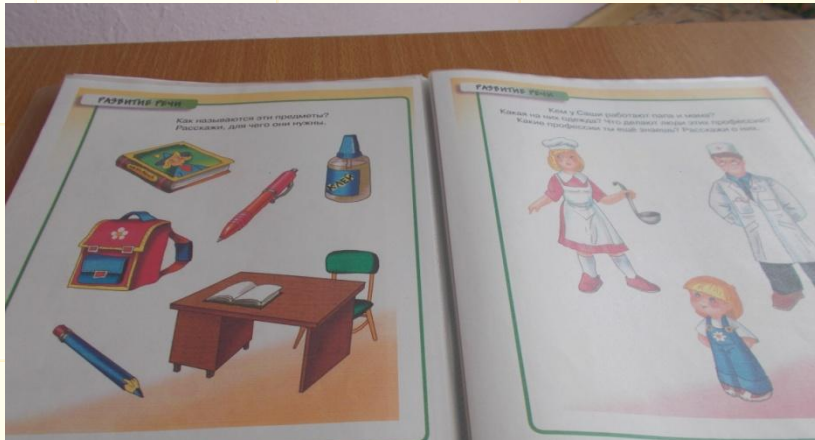 РАЗВИТИЕ РЕЧИ
Как называются эти предметы?
Расскажи, для чего они нужны.
КЛЕЙ
РАЗВИТИЕ РЕЧИ
Кем у Саши работают папа и мама?
Какая на них одежда? Что делают люди этих профессий?
Какие профессии ты ещё знаешь? Расскажи о них.